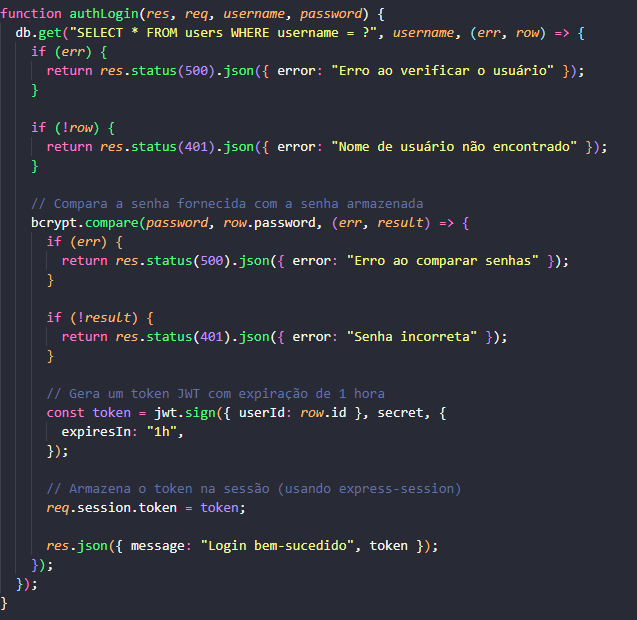 function authLogin(res, req, username, password) {
  db.get("SELECT * FROM users WHERE username = ?", username, (err, row) => {
    if (err) {
      return res.status(500).json({ error: "Erro ao verificar o usuário" });
    }

    if (!row) {
      return res.status(401).json({ error: "Nome de usuário não encontrado" });
    }

    // Compara a senha fornecida com a senha armazenada
    bcrypt.compare(password, row.password, (err, result) => {
      if (err) {
        return res.status(500).json({ error: "Erro ao comparar senhas" });
      }

      if (!result) {
        return res.status(401).json({ error: "Senha incorreta" });
      }

      // Gera um token JWT com expiração de 1 hora
      const token = jwt.sign({ userId: row.id }, secret, {
        expiresIn: "1h",
      });

      // Armazena o token na sessão (usando express-session)
      req.session.token = token;

      res.json({ message: "Login bem-sucedido", token });
    });
  });
}